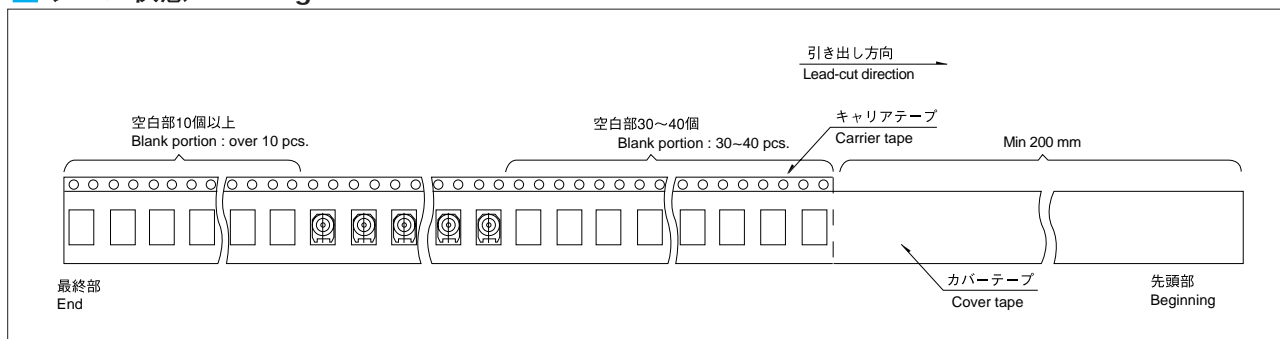 引き出し方向
Lead-cut direction
空白部10個以上
Blank portion : over 10 pcs.
空白部30～40個
Blank portion : 30~40 pcs.
キャリアテープ
Carrier tape
Min 200 mm
最終部
End
カバーテープ
Cover tape
先頭部
Beginning